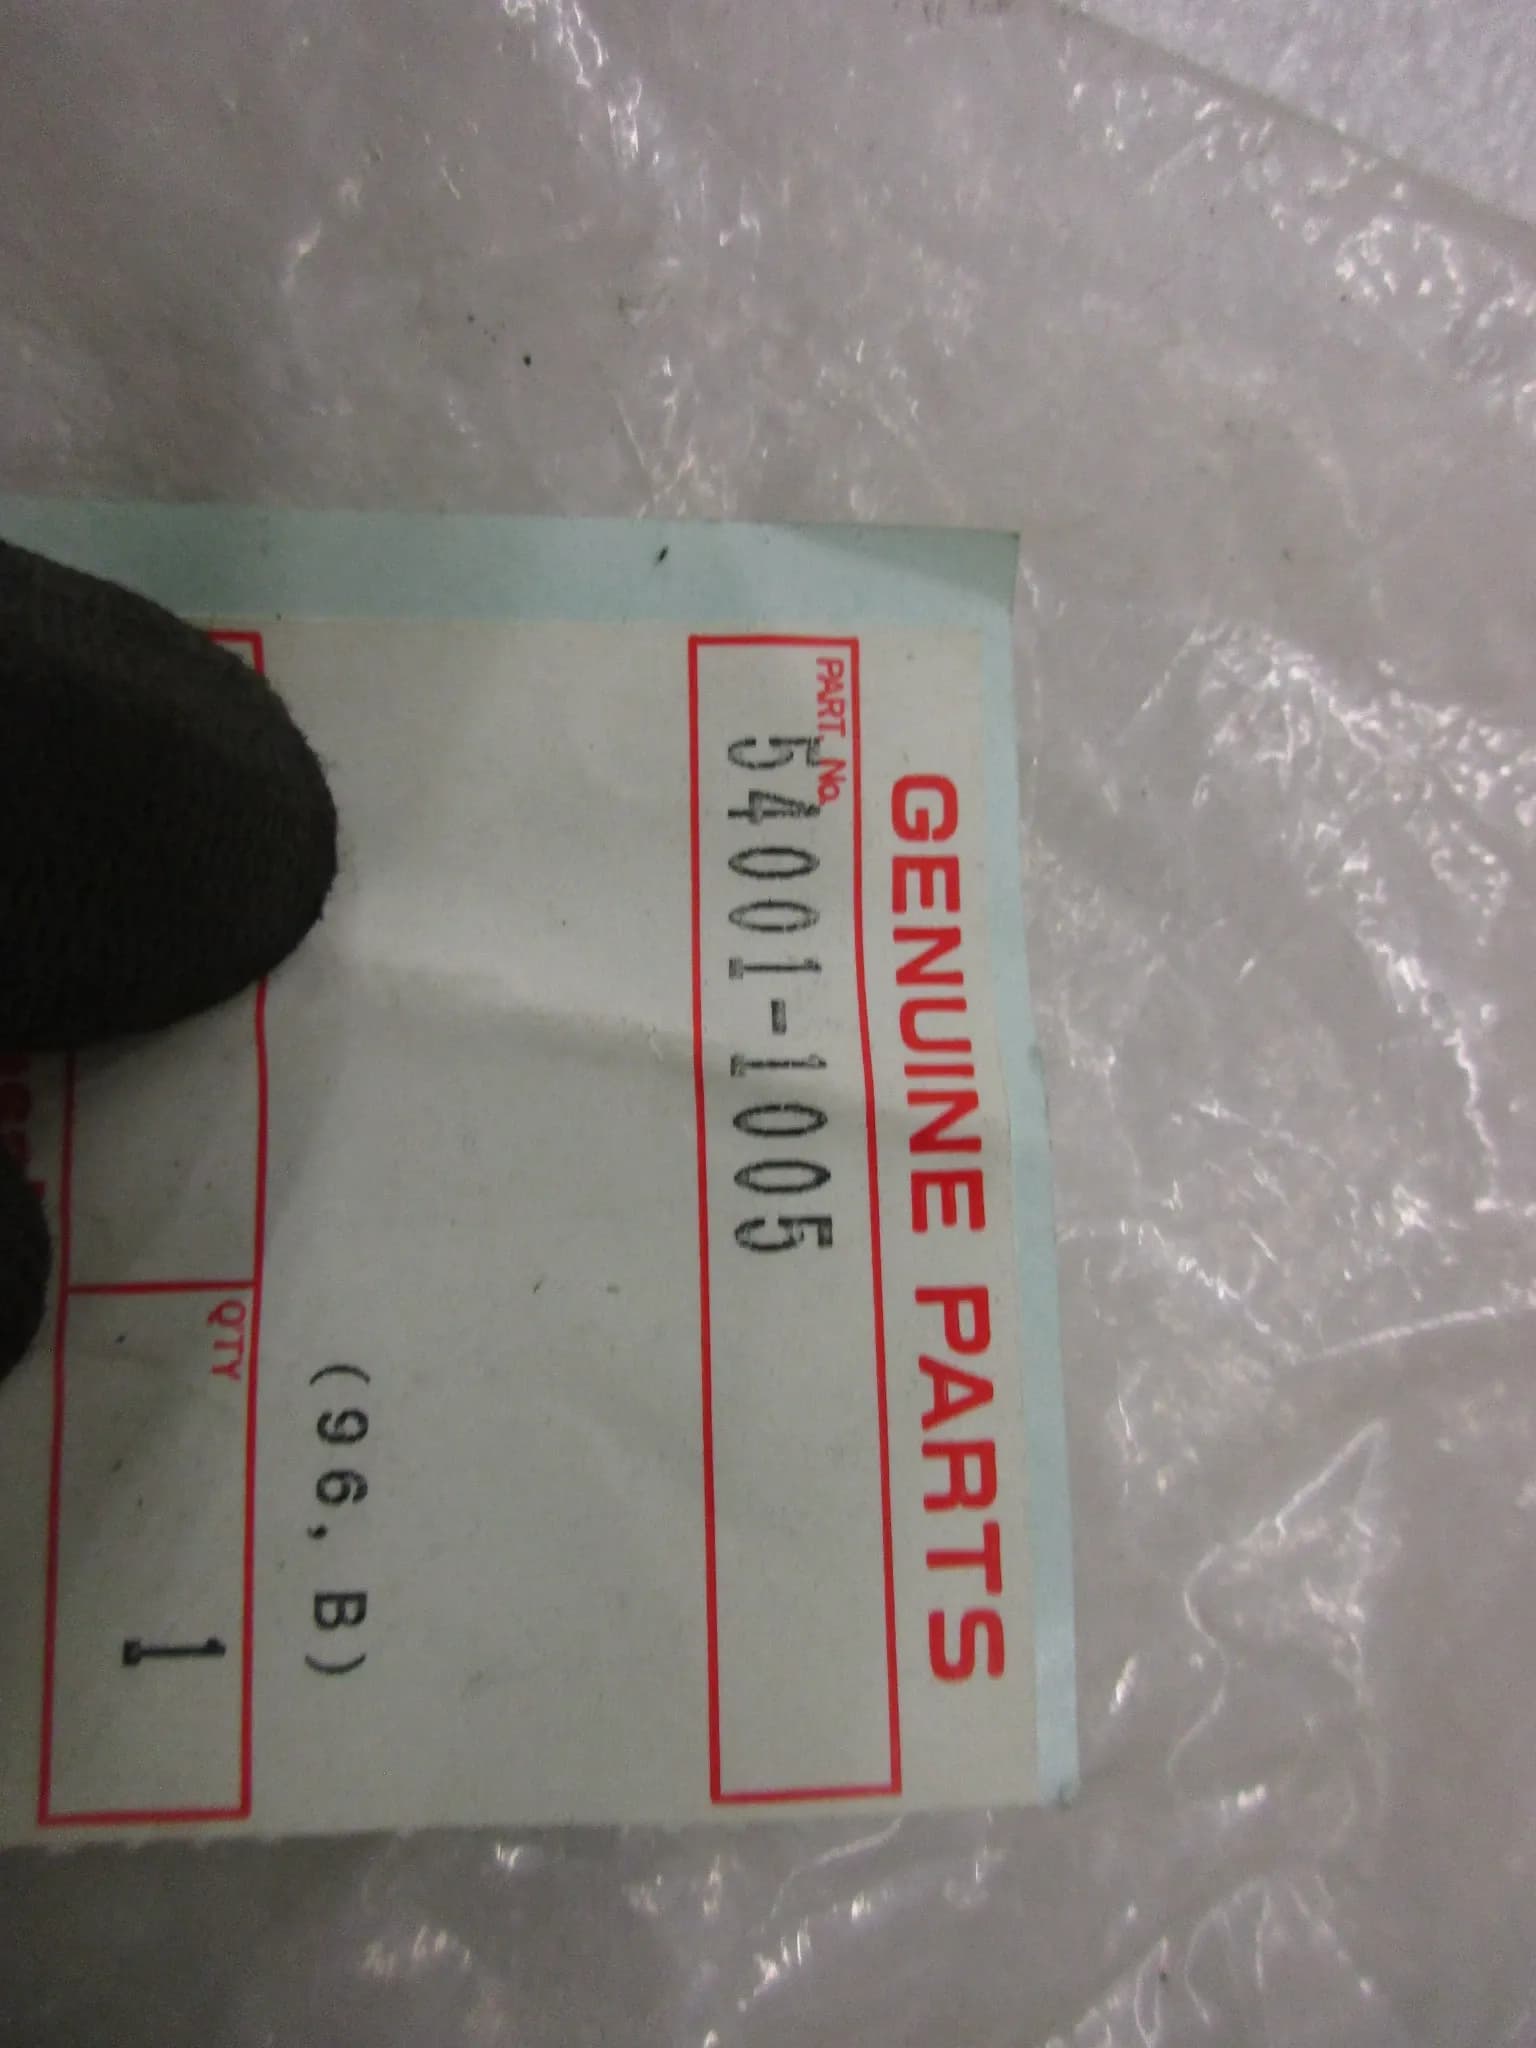 GENUINE PARTS
PART. No.
54001-1005
(96, B)
QTY
1